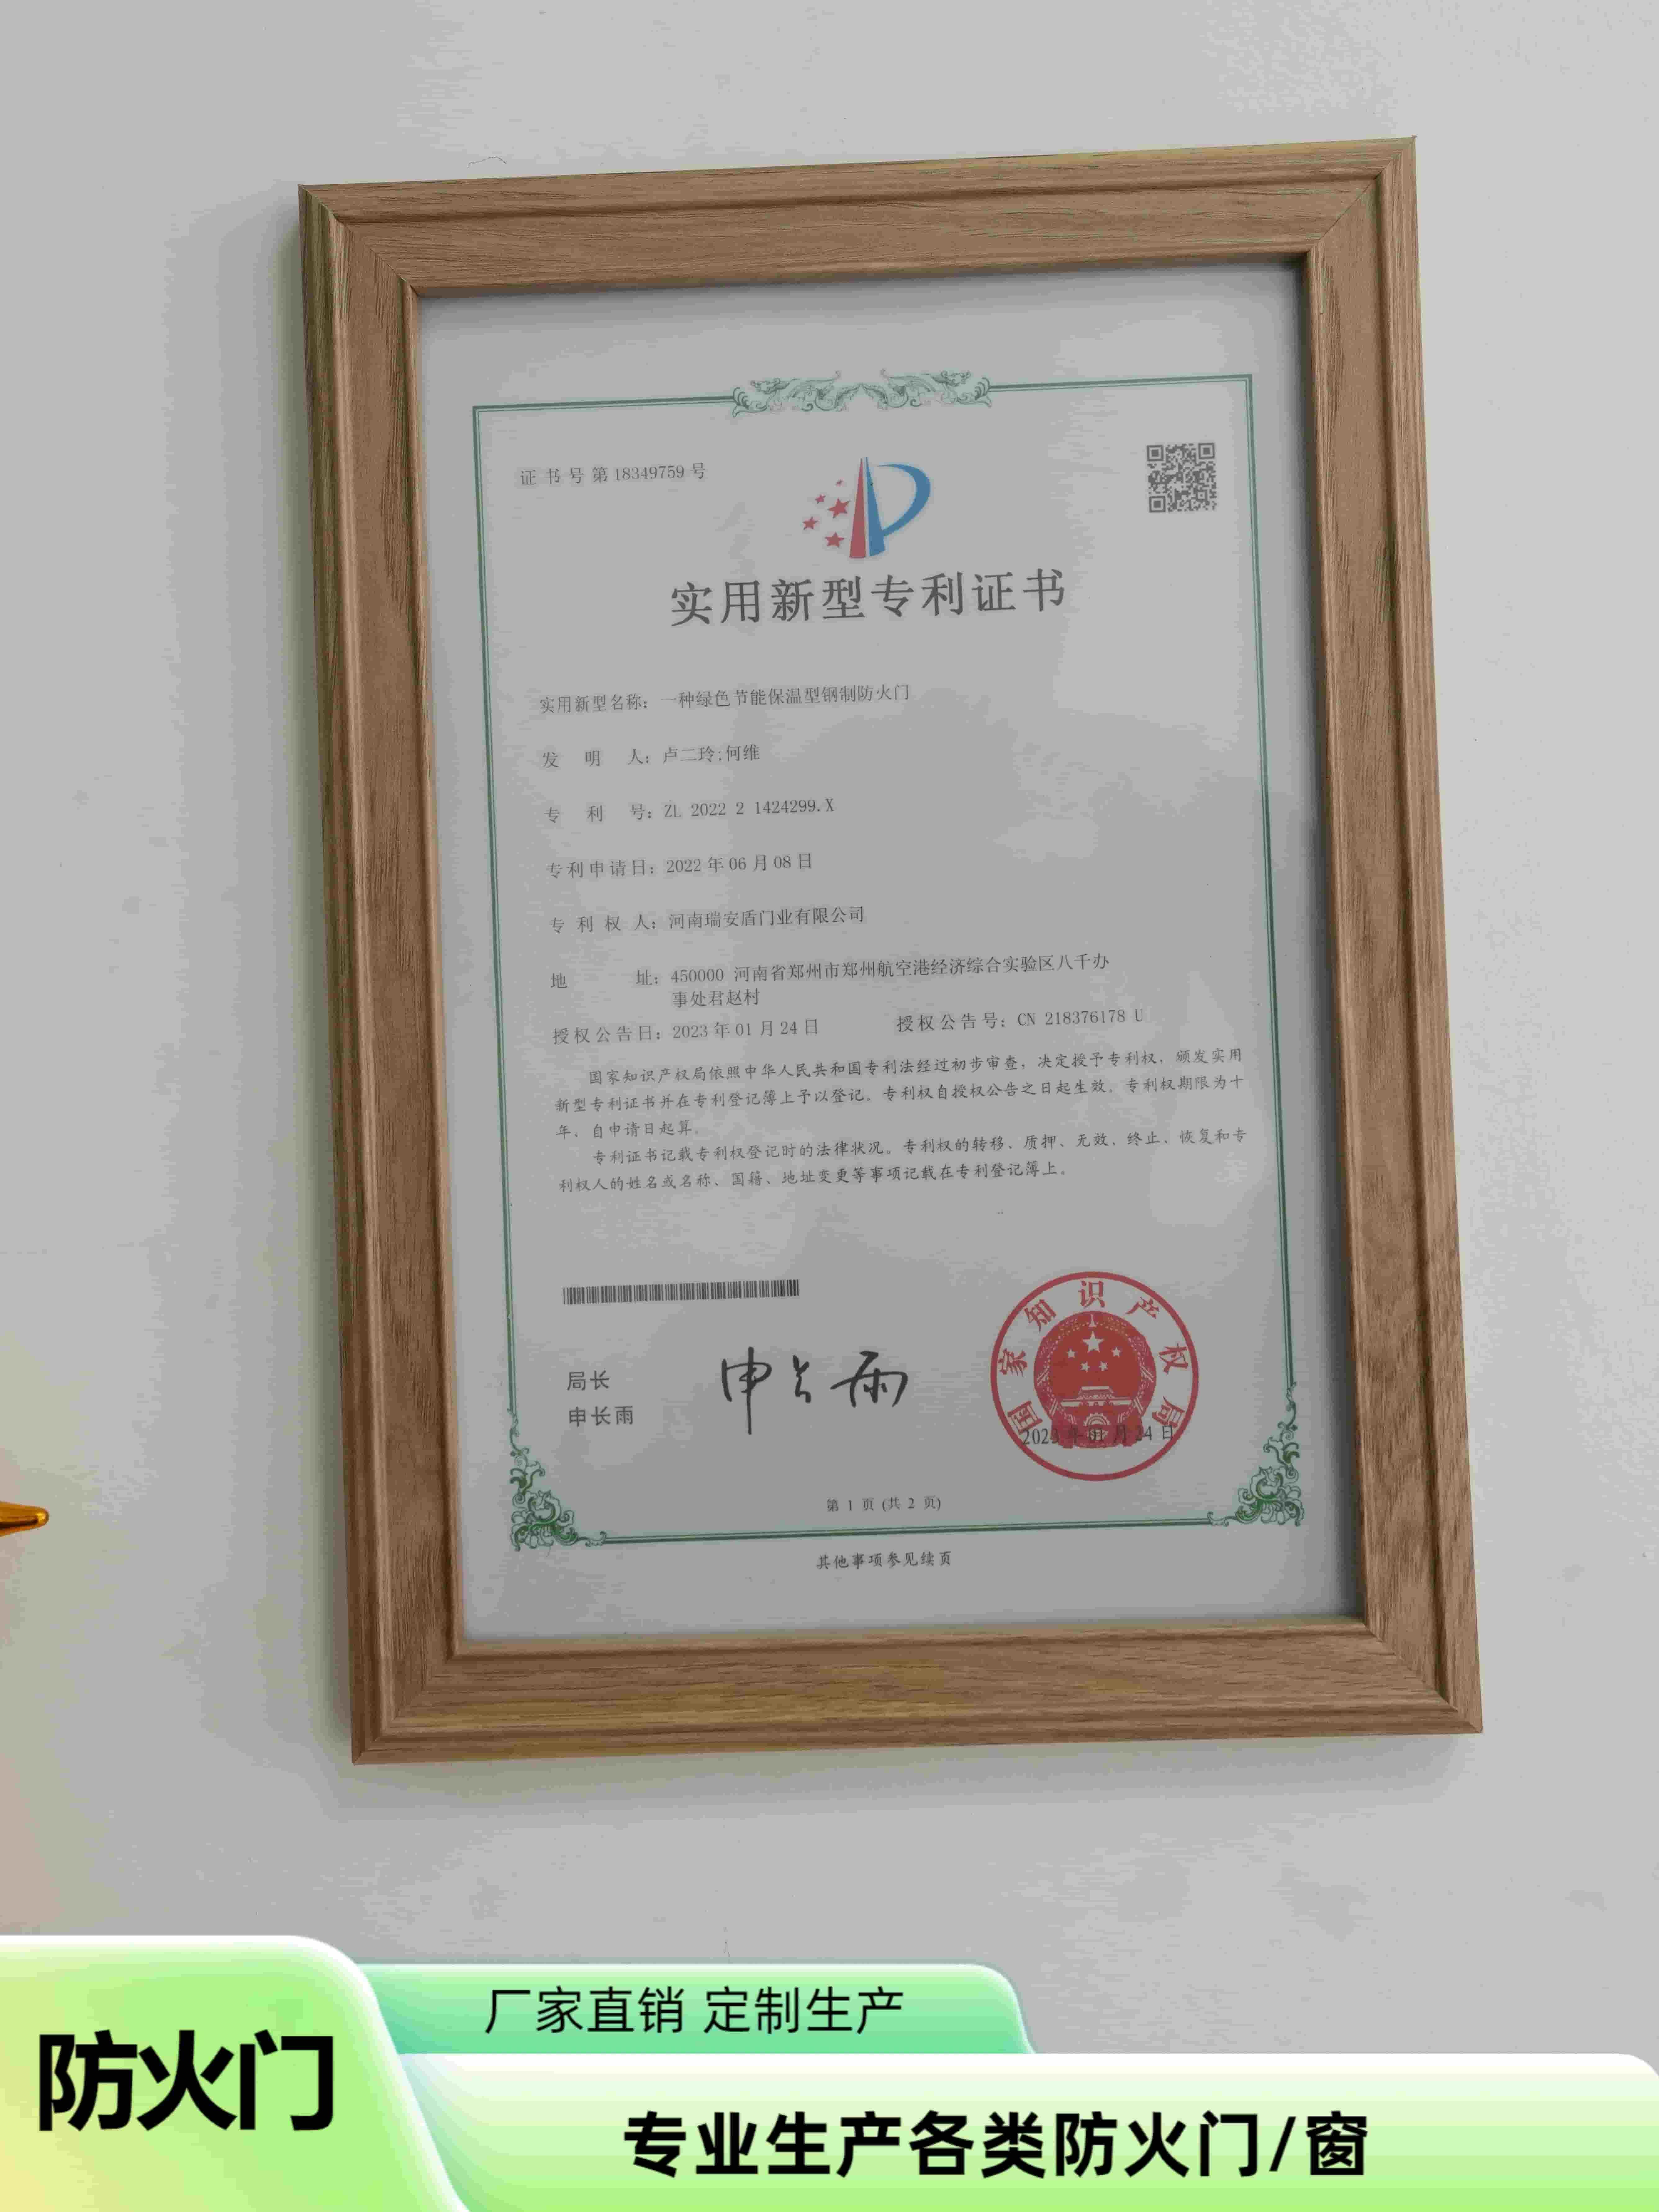 证书号第18349759号
实用新型专利证书
实用新型名称：一种绿色节能保温型钢制防火门
发明人：卢二玲;何维
专利号：ZL 2022 2 1424299.X
专利申请日：2022年06月08日
专利权人：河南瑞安盾门业有限公司
地址：450000 河南省郑州市郑州航空港经济综合实验区八千办
事处君赵村
授权公告日：2023年01月24日 授权公告号：CN 218376178 U
国家知识产权局依照中华人民共和国专利法经过初步审查，决定授予专利权，颁发实用
新型专利证书并在专利登记簿上予以登记。专利权自授权公告之日起生效。专利权期限为十
年，自申请日起算。
专利证书记载专利权登记时的法律状况。专利权的转移、质押、无效、终止、恢复和专
利权人的姓名或名称、国籍、地址变更等事项记载在专利登记簿上。
局长
申长雨
申长雨
国家知识产权局
2023年01月24日
第 1 页 (共 2 页)
其他事项参见续页
厂家直销 定制生产
防火门
专业生产各类防火门/窗